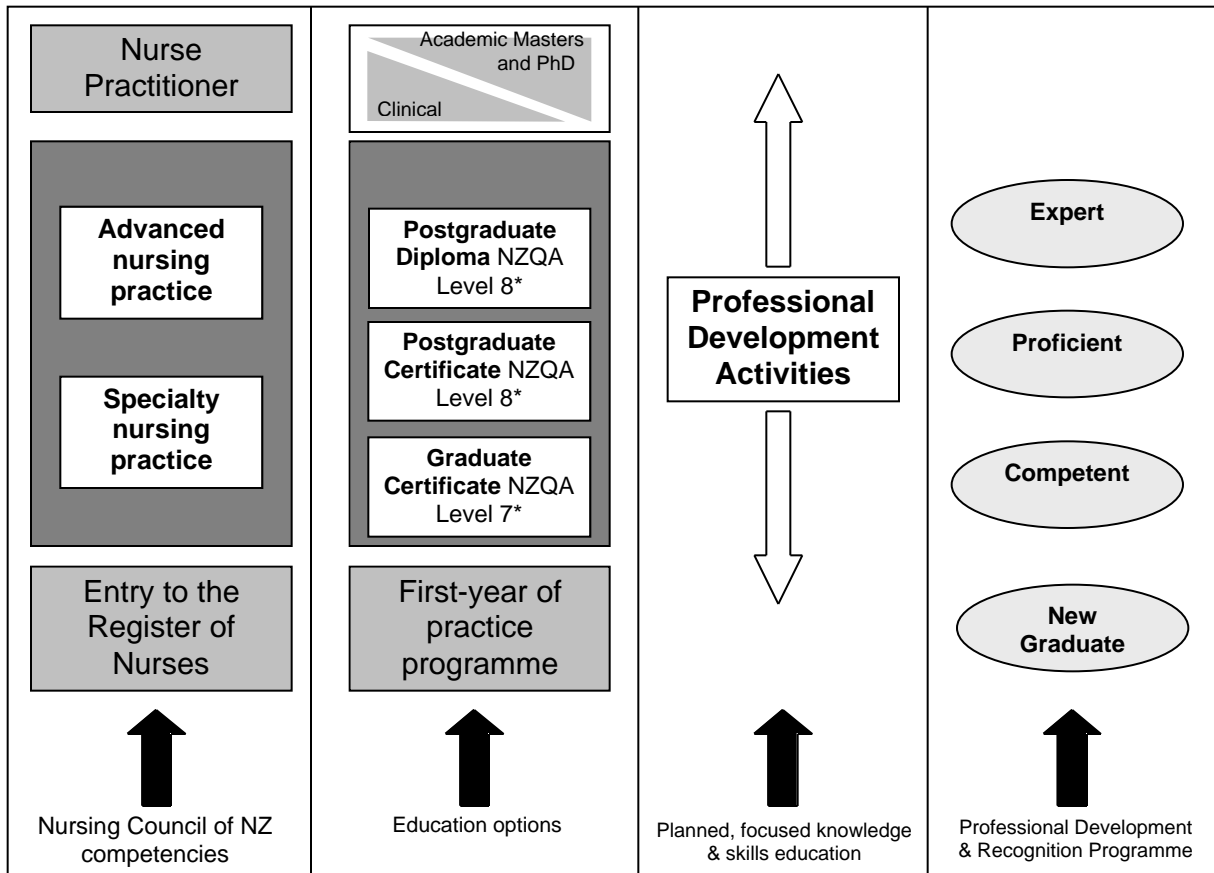 Nurse
Practitioner
Advanced
nursing
practice
Specialty
nursing
practice
Entry to the
Register of
Nurses
Nursing Council of NZ
competencies
Academic Masters
and PhD
Clinical
Postgraduate
Diploma NZQA
Level 8*
Postgraduate
Certificate NZQA
Level 8*
Graduate
Certificate NZQA
Level 7*
First-year of
practice
programme
Education options
Professional
Development
Activities
Planned, focused knowledge
& skills education
Expert
Proficient
Competent
New
Graduate
Professional Development
& Recognition Programme